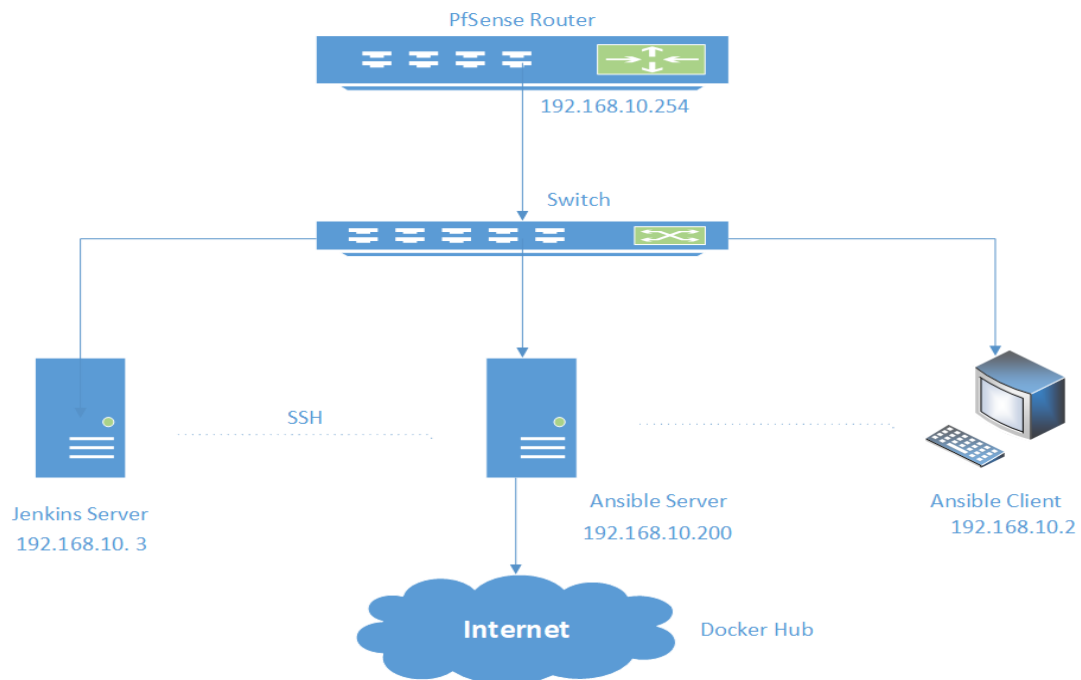 PfSense Router
192.168.10.254
Switch
SSH
Jenkins Server
192.168.10. 3
Ansible Server
192.168.10.200
Ansible Client
192.168.10.2
Internet
Docker Hub